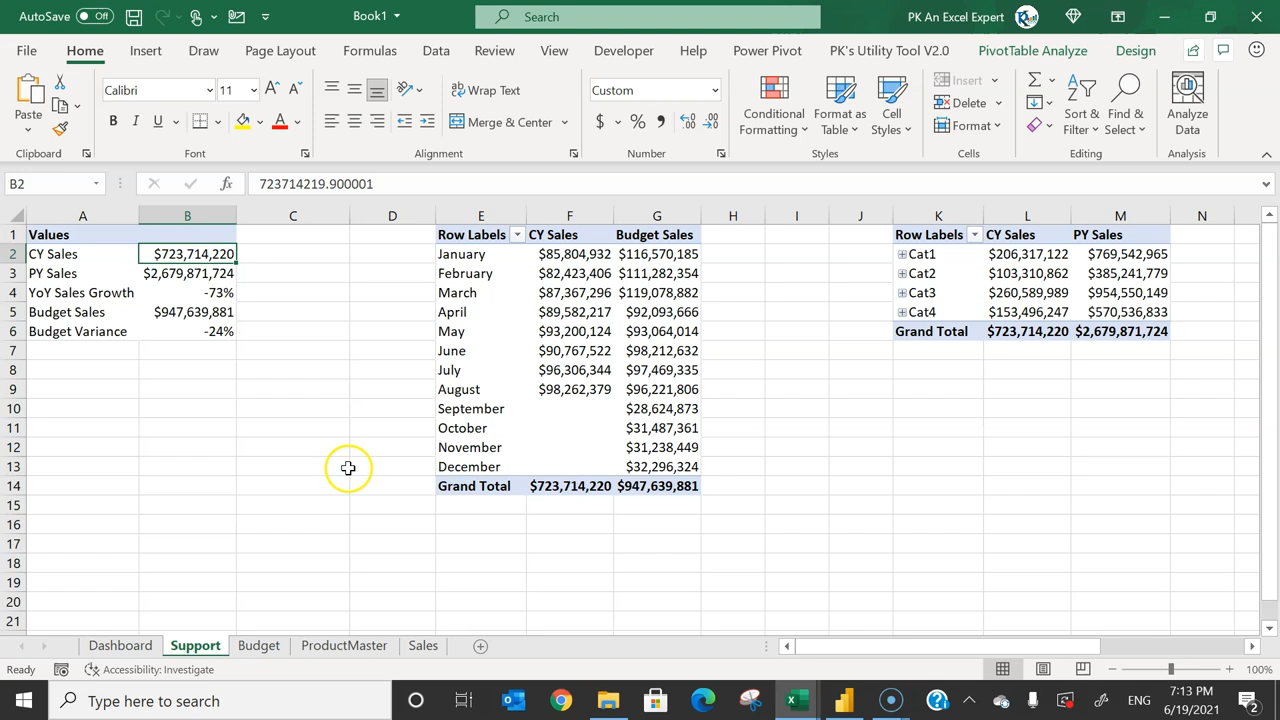 AutoSave Off Book1 Search PK An Excel Expert
File Home Insert Draw Page Layout Formulas Data Review View Developer Help Power Pivot PK's Utility Tool V2.0 PivotTable Analyze Design
Paste Calibri 11 Wrap Text Custom Conditional Formatting Format as Table Cell Styles Insert Sort & Filter Find & Select Analyze Data
B I U Merge & Center $ % Delete
Format
Clipboard Font Alignment Number Styles Cells Editing Analysis
B2 fx 723714219.900001
A B C D E F G H I J K L M N
1 Values Row Labels CY Sales Budget Sales Row Labels CY Sales PY Sales
2 CY Sales $723,714,220 January $85,804,932 $116,570,185 Cat1 $206,317,122 $769,542,965
3 PY Sales $2,679,871,724 February $82,423,406 $111,282,354 Cat2 $103,310,862 $385,241,779
4 YoY Sales Growth -73% March $87,367,296 $119,078,882 Cat3 $260,589,989 $954,550,149
5 Budget Sales $947,639,881 April $89,582,217 $92,093,666 Cat4 $153,496,247 $570,536,833
6 Budget Variance -24% May $93,200,124 $93,064,014 Grand Total $723,714,220 $2,679,871,724
7 June $90,767,522 $98,212,632
8 July $96,306,344 $97,469,335
9 August $98,262,379 $96,221,806
10 September $28,624,873
11 October $31,487,361
12 November $31,238,449
13 December $32,296,324
14 Grand Total $723,714,220 $947,639,881
15
16
17
18
19
20
21
Dashboard Support Budget ProductMaster Sales
Ready Accessibility: Investigate 100%
Type here to search ENG 7:13 PM
6/19/2021 2